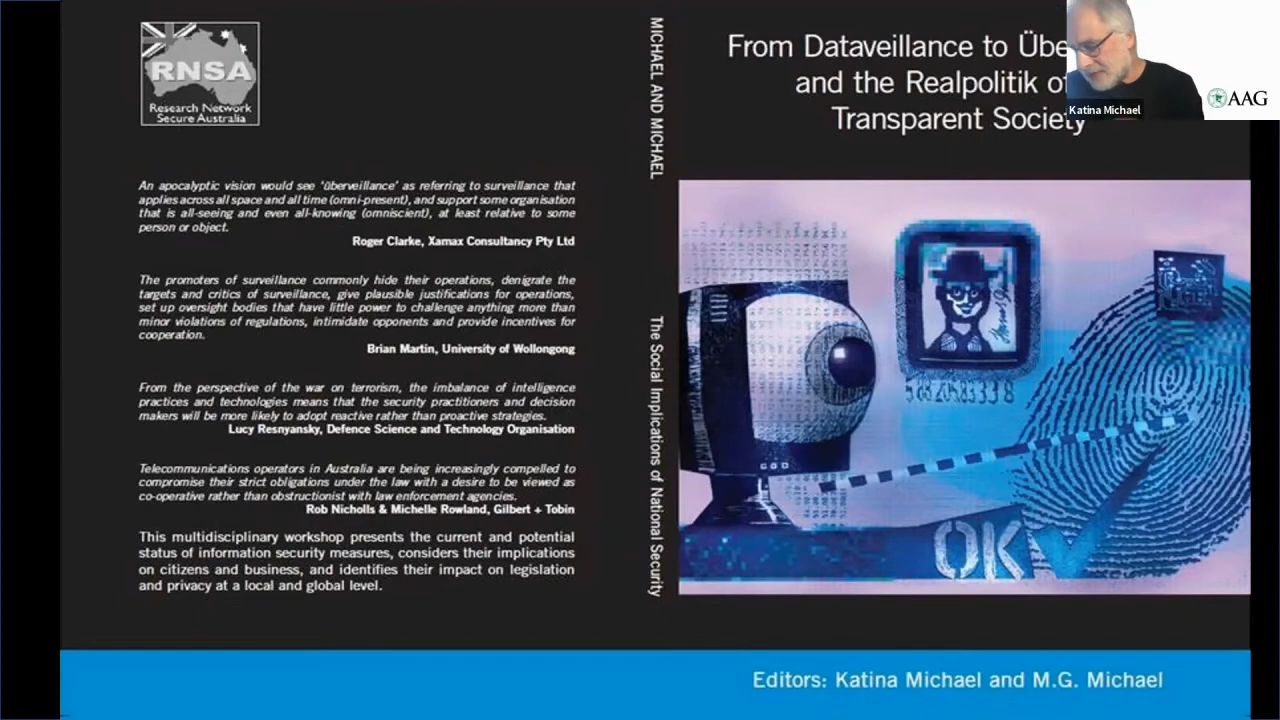 RNSA
Research Network
Secure Australia
An apocalyptic vision would see ‘überveillance’ as referring to surveillance that
applies across all space and all time (omni-present), and support some organisation
that is all-seeing and even all-knowing (omniscient), at least relative to some
person or object.
Roger Clarke, Xamax Consultancy Pty Ltd
The promoters of surveillance commonly hide their operations, denigrate the
targets and critics of surveillance, give plausible justifications for operations,
set up oversight bodies that have little power to challenge anything more than
minor violations of regulations, intimidate opponents and provide incentives for
cooperation.
Brian Martin, University of Wollongong
From the perspective of the war on terrorism, the imbalance of intelligence
practices and technologies means that the security practitioners and decision
makers will be more likely to adopt reactive rather than proactive strategies.
Lucy Resnyansky, Defence Science and Technology Organisation
Telecommunications operators in Australia are being increasingly compelled to
compromise their strict obligations under the law with a desire to be viewed as
co-operative rather than obstructionist with law enforcement agencies.
Rob Nicholls & Michelle Rowland, Gilbert + Tobin
This multidisciplinary workshop presents the current and potential
status of information security measures, considers their implications
on citizens and business, and identifies their impact on legislation
and privacy at a local and global level.
MICHAEL AND MICHAEL
The Social Implications of National Security
From Dataveillance to Übe
and the Realpolitik of
Transparent Society
Katina Michael
AAG
OK
Editors: Katina Michael and M.G. Michael